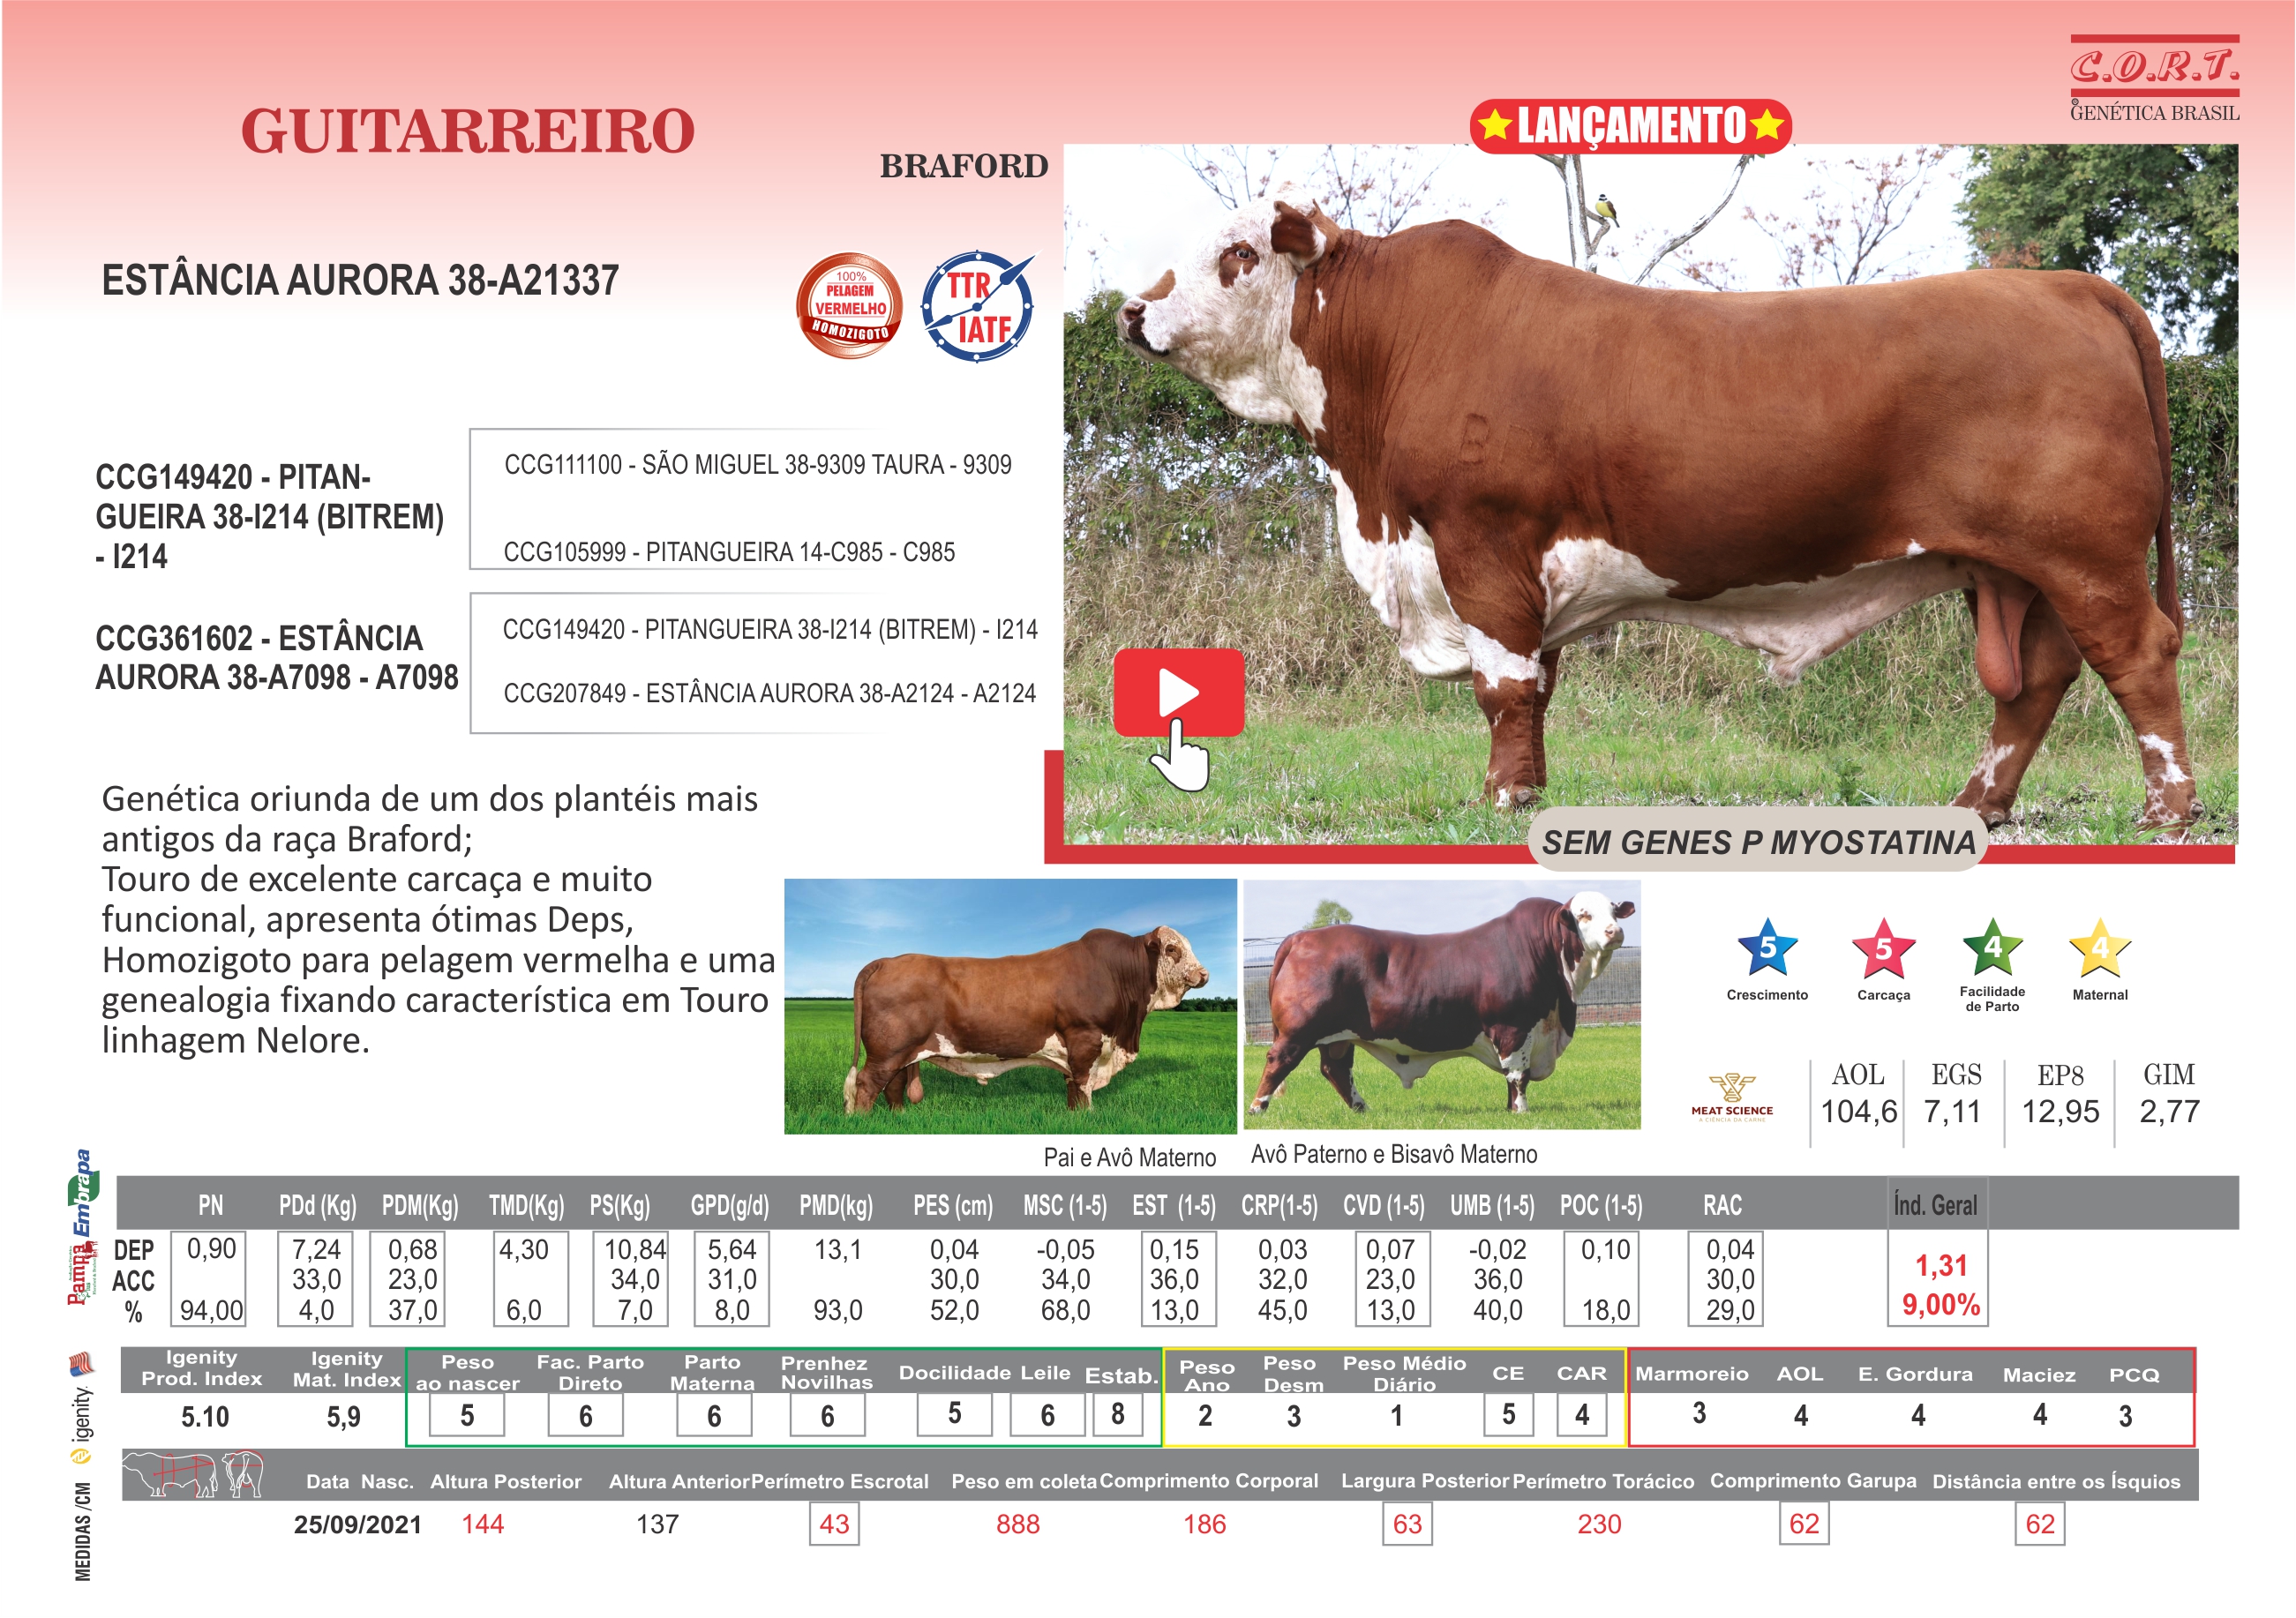 C.O.R.T.
GENÉTICA BRASIL
GUITARREIRO
LANÇAMENTO
BRAFORD
ESTÂNCIA AURORA 38-A21337
100%
PELAGEM
VERMELHO
HOMOZIGOTO
TTR
IATF
CCG149420 - PITAN-
GUEIRA 38-I214 (BITREM)
- I214
CCG111100 - SÃO MIGUEL 38-9309 TAURA - 9309
CCG105999 - PITANGUEIRA 14-C985 - C985
CCG361602 - ESTÂNCIA
AURORA 38-A7098 - A7098
CCG149420 - PITANGUEIRA 38-I214 (BITREM) - I214
CCG207849 - ESTÂNCIA AURORA 38-A2124 - A2124
Genética oriunda de um dos plantéis mais
antigos da raça Braford;
Touro de excelente carcaça e muito
funcional, apresenta ótimas Deps,
Homozigoto para pelagem vermelha e uma
genealogia fixando característica em Touro
linhagem Nelore.
SEM GENES P MYOSTATINA
5 5 4 4
Crescimento Carcaça Facilidade de Parto Maternal
MEAT SCIENCE
A CIÊNCIA DA CARNE
AOL EGS EP8 GIM
104,6 7,11 12,95 2,77
Pai e Avô Materno
Avô Paterno e Bisavô Materno
Embrapa
Pampa
PN PDd (Kg) PDM(Kg) TMD(Kg) PS(Kg) GPD(g/d) PMD(kg) PES (cm) MSC (1-5) EST (1-5) CRP(1-5) CVD (1-5) UMB (1-5) POC (1-5) RAC Índ. Geral
DEP 0,90 7,24 0,68 4,30 10,84 5,64 13,1 0,04 -0,05 0,15 0,03 0,07 -0,02 0,10 0,04 1,31
ACC 33,0 23,0 34,0 31,0 30,0 34,0 36,0 32,0 23,0 36,0 30,0
% 94,00 4,0 37,0 6,0 7,0 8,0 93,0 52,0 68,0 13,0 45,0 13,0 40,0 18,0 29,0 9,00%
igenity
Igenity Prod. Index Igenity Mat. Index Peso ao nascer Fac. Parto Direto Parto Materna Prenhez Novilhas Docilidade Leile Estab. Peso Ano Peso Desm Peso Médio Diário CE CAR Marmoreio AOL E. Gordura Maciez PCQ
5.10 5,9 5 6 6 6 5 6 8 2 3 1 5 4 3 4 4 4 3
MEDIDAS /CM
Data Nasc. Altura Posterior Altura Anterior Perímetro Escrotal Peso em coleta Comprimento Corporal Largura Posterior Perímetro Torácico Comprimento Garupa Distância entre os Ísquios
25/09/2021 144 137 43 888 186 63 230 62 62